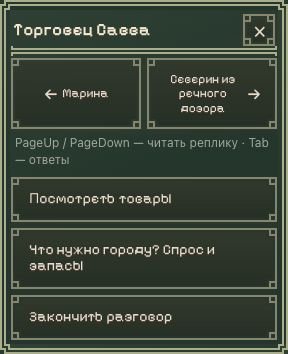 Торговец Савва
×
← Марина
Северин из
речного
дозора →
PageUp / PageDown — читать реплику · Tab
— ответы
Посмотреть товары
Что нужно городу? Спрос и
запасы
Закончить разговор